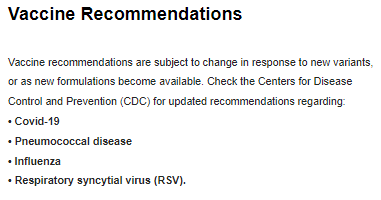 Vaccine Recommendations
Vaccine recommendations are subject to change in response to new variants,
or as new formulations become available. Check the Centers for Disease
Control and Prevention (CDC) for updated recommendations regarding:
• Covid-19
• Pneumococcal disease
• Influenza
• Respiratory syncytial virus (RSV).